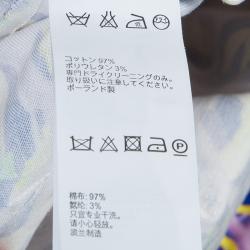 コットン 97%
ポリウレタン 3%
専門ドライクリーニングのみ。
取り扱いに注意してください。
ポーランド製
P
棉布: 97%
氨纶: 3%
只宜专业干洗。
请小心轻放。
波兰制造